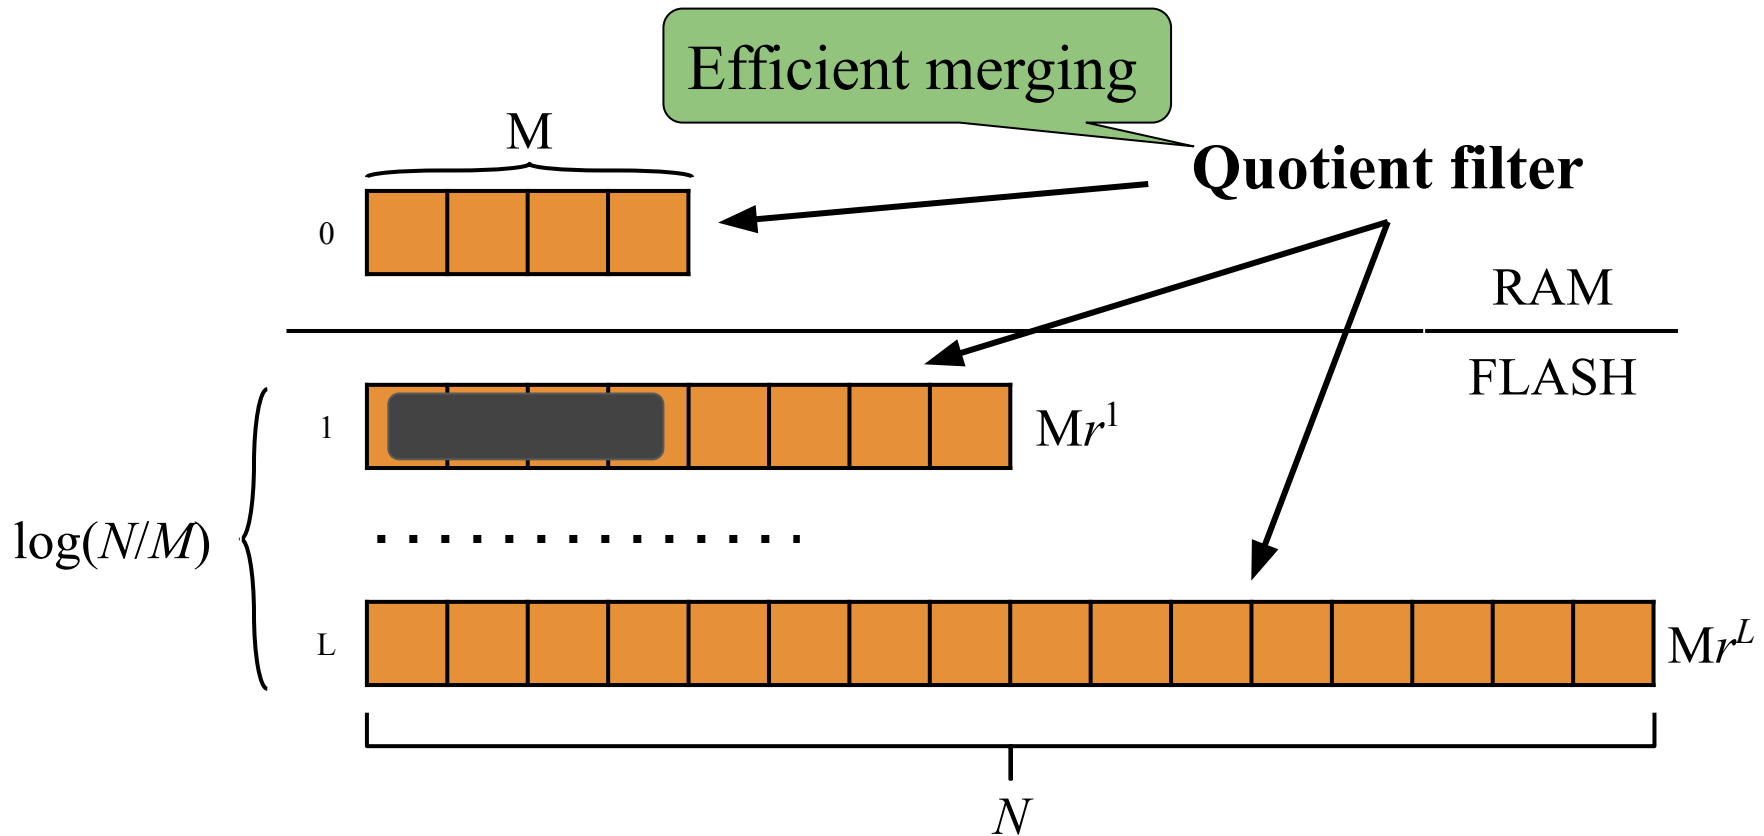 Efficient merging
M
Quotient filter
0
RAM
FLASH
1
Mr¹
log(N/M)
L
Mrᴸ
N